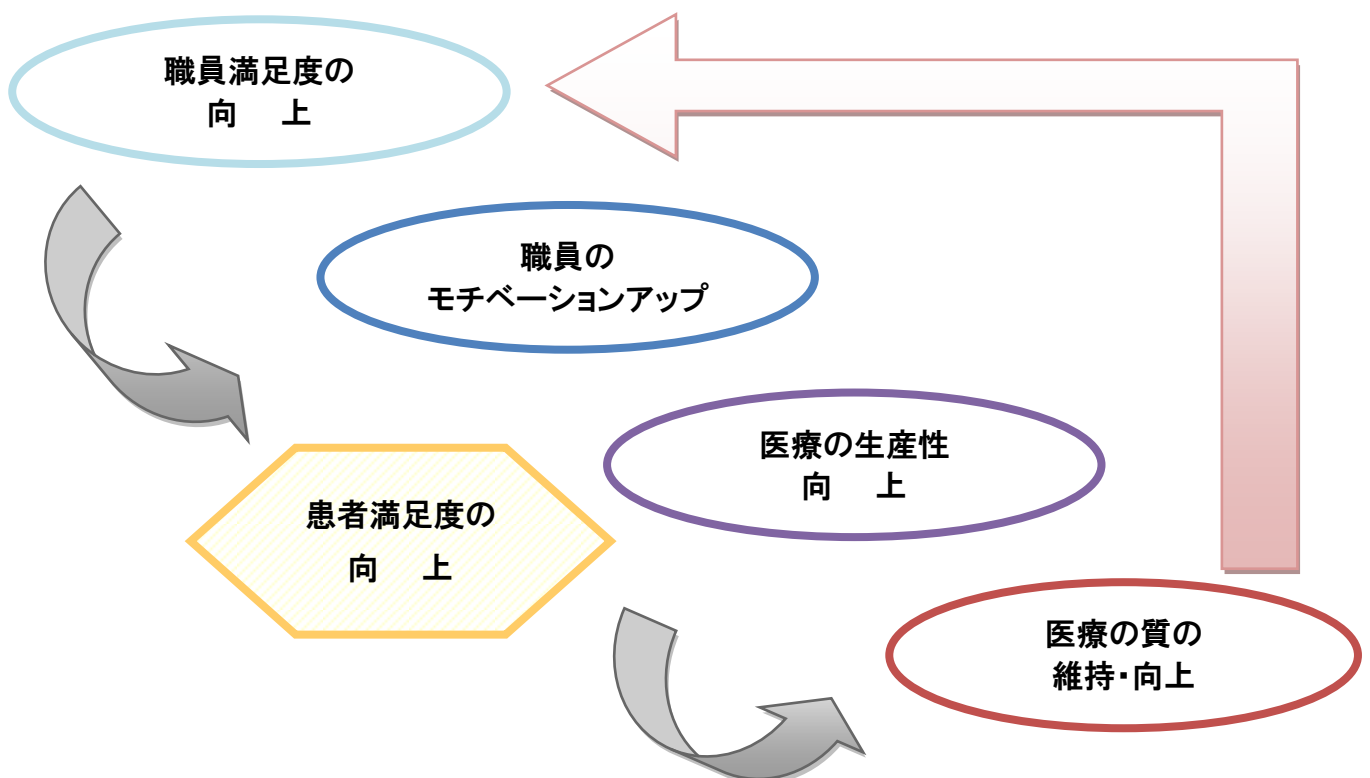 職員満足度の
向 上
職員の
モチベーションアップ
医療の生産性
向 上
患者満足度の
向 上
医療の質の
維持・向上